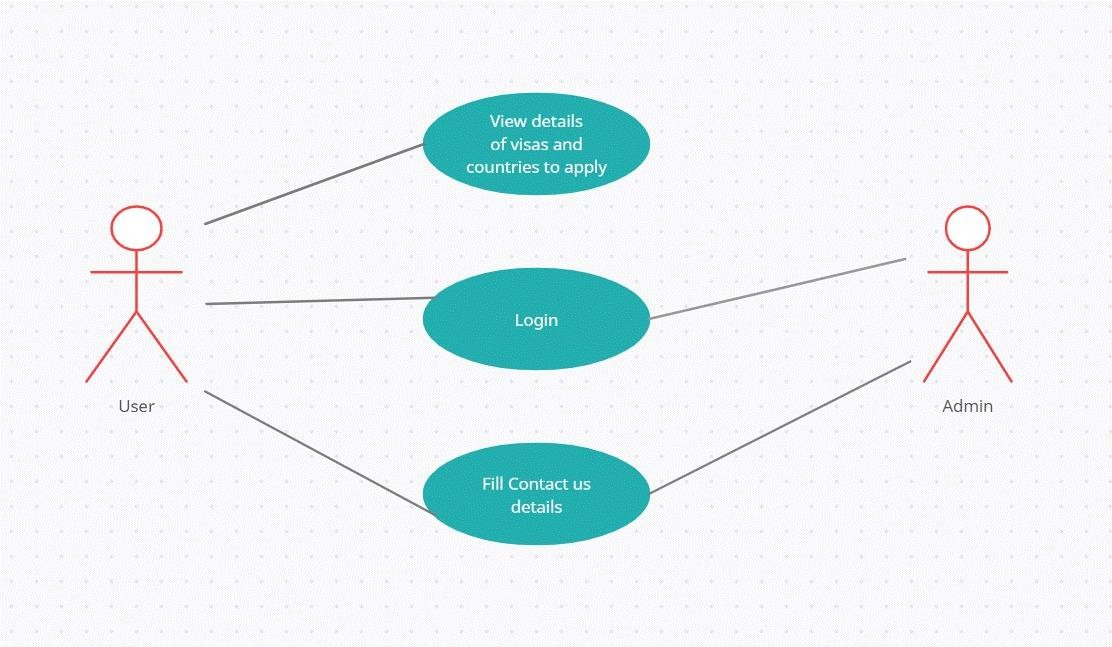 View details
of visas and
countries to apply
Login
User
Admin
Fill Contact us
details